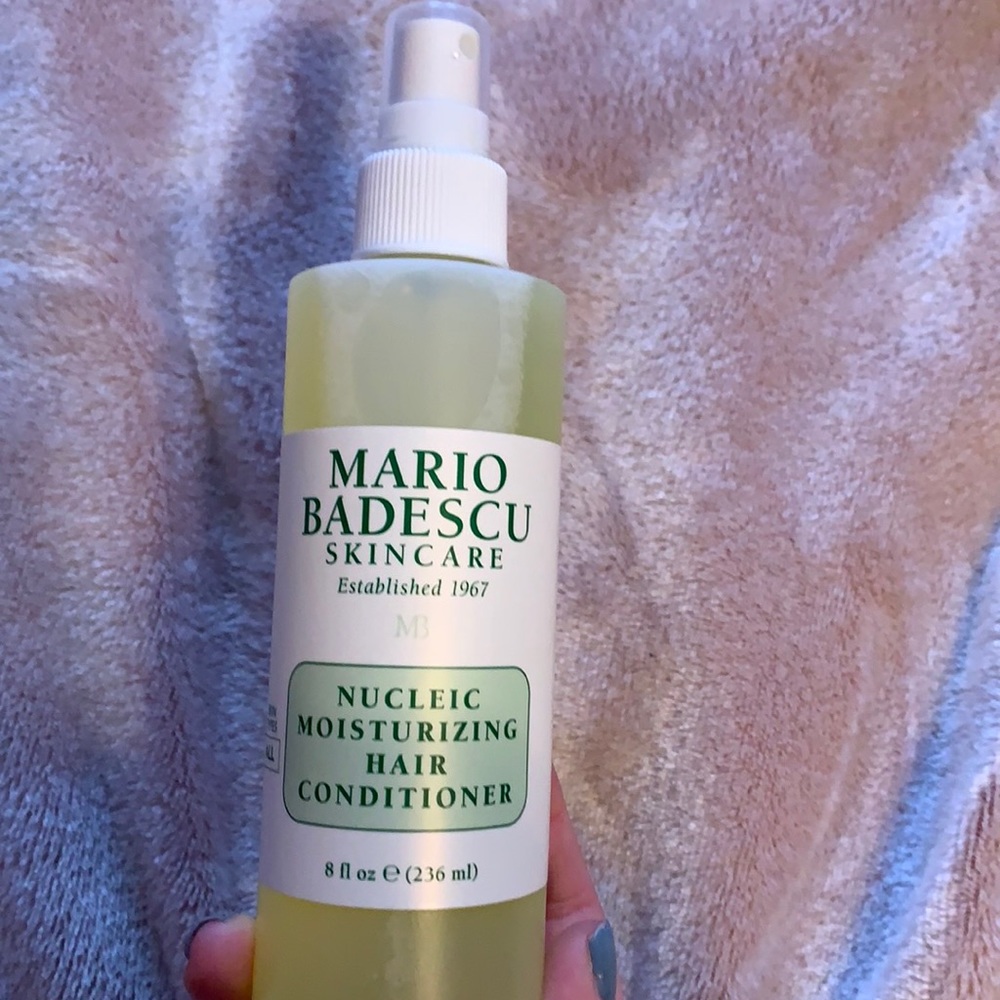 MARIO
BADESCU
SKINCARE
Established 1967
MB
NUCLEIC
MOISTURIZING
HAIR
CONDITIONER
8 fl oz ℮ (236 ml)